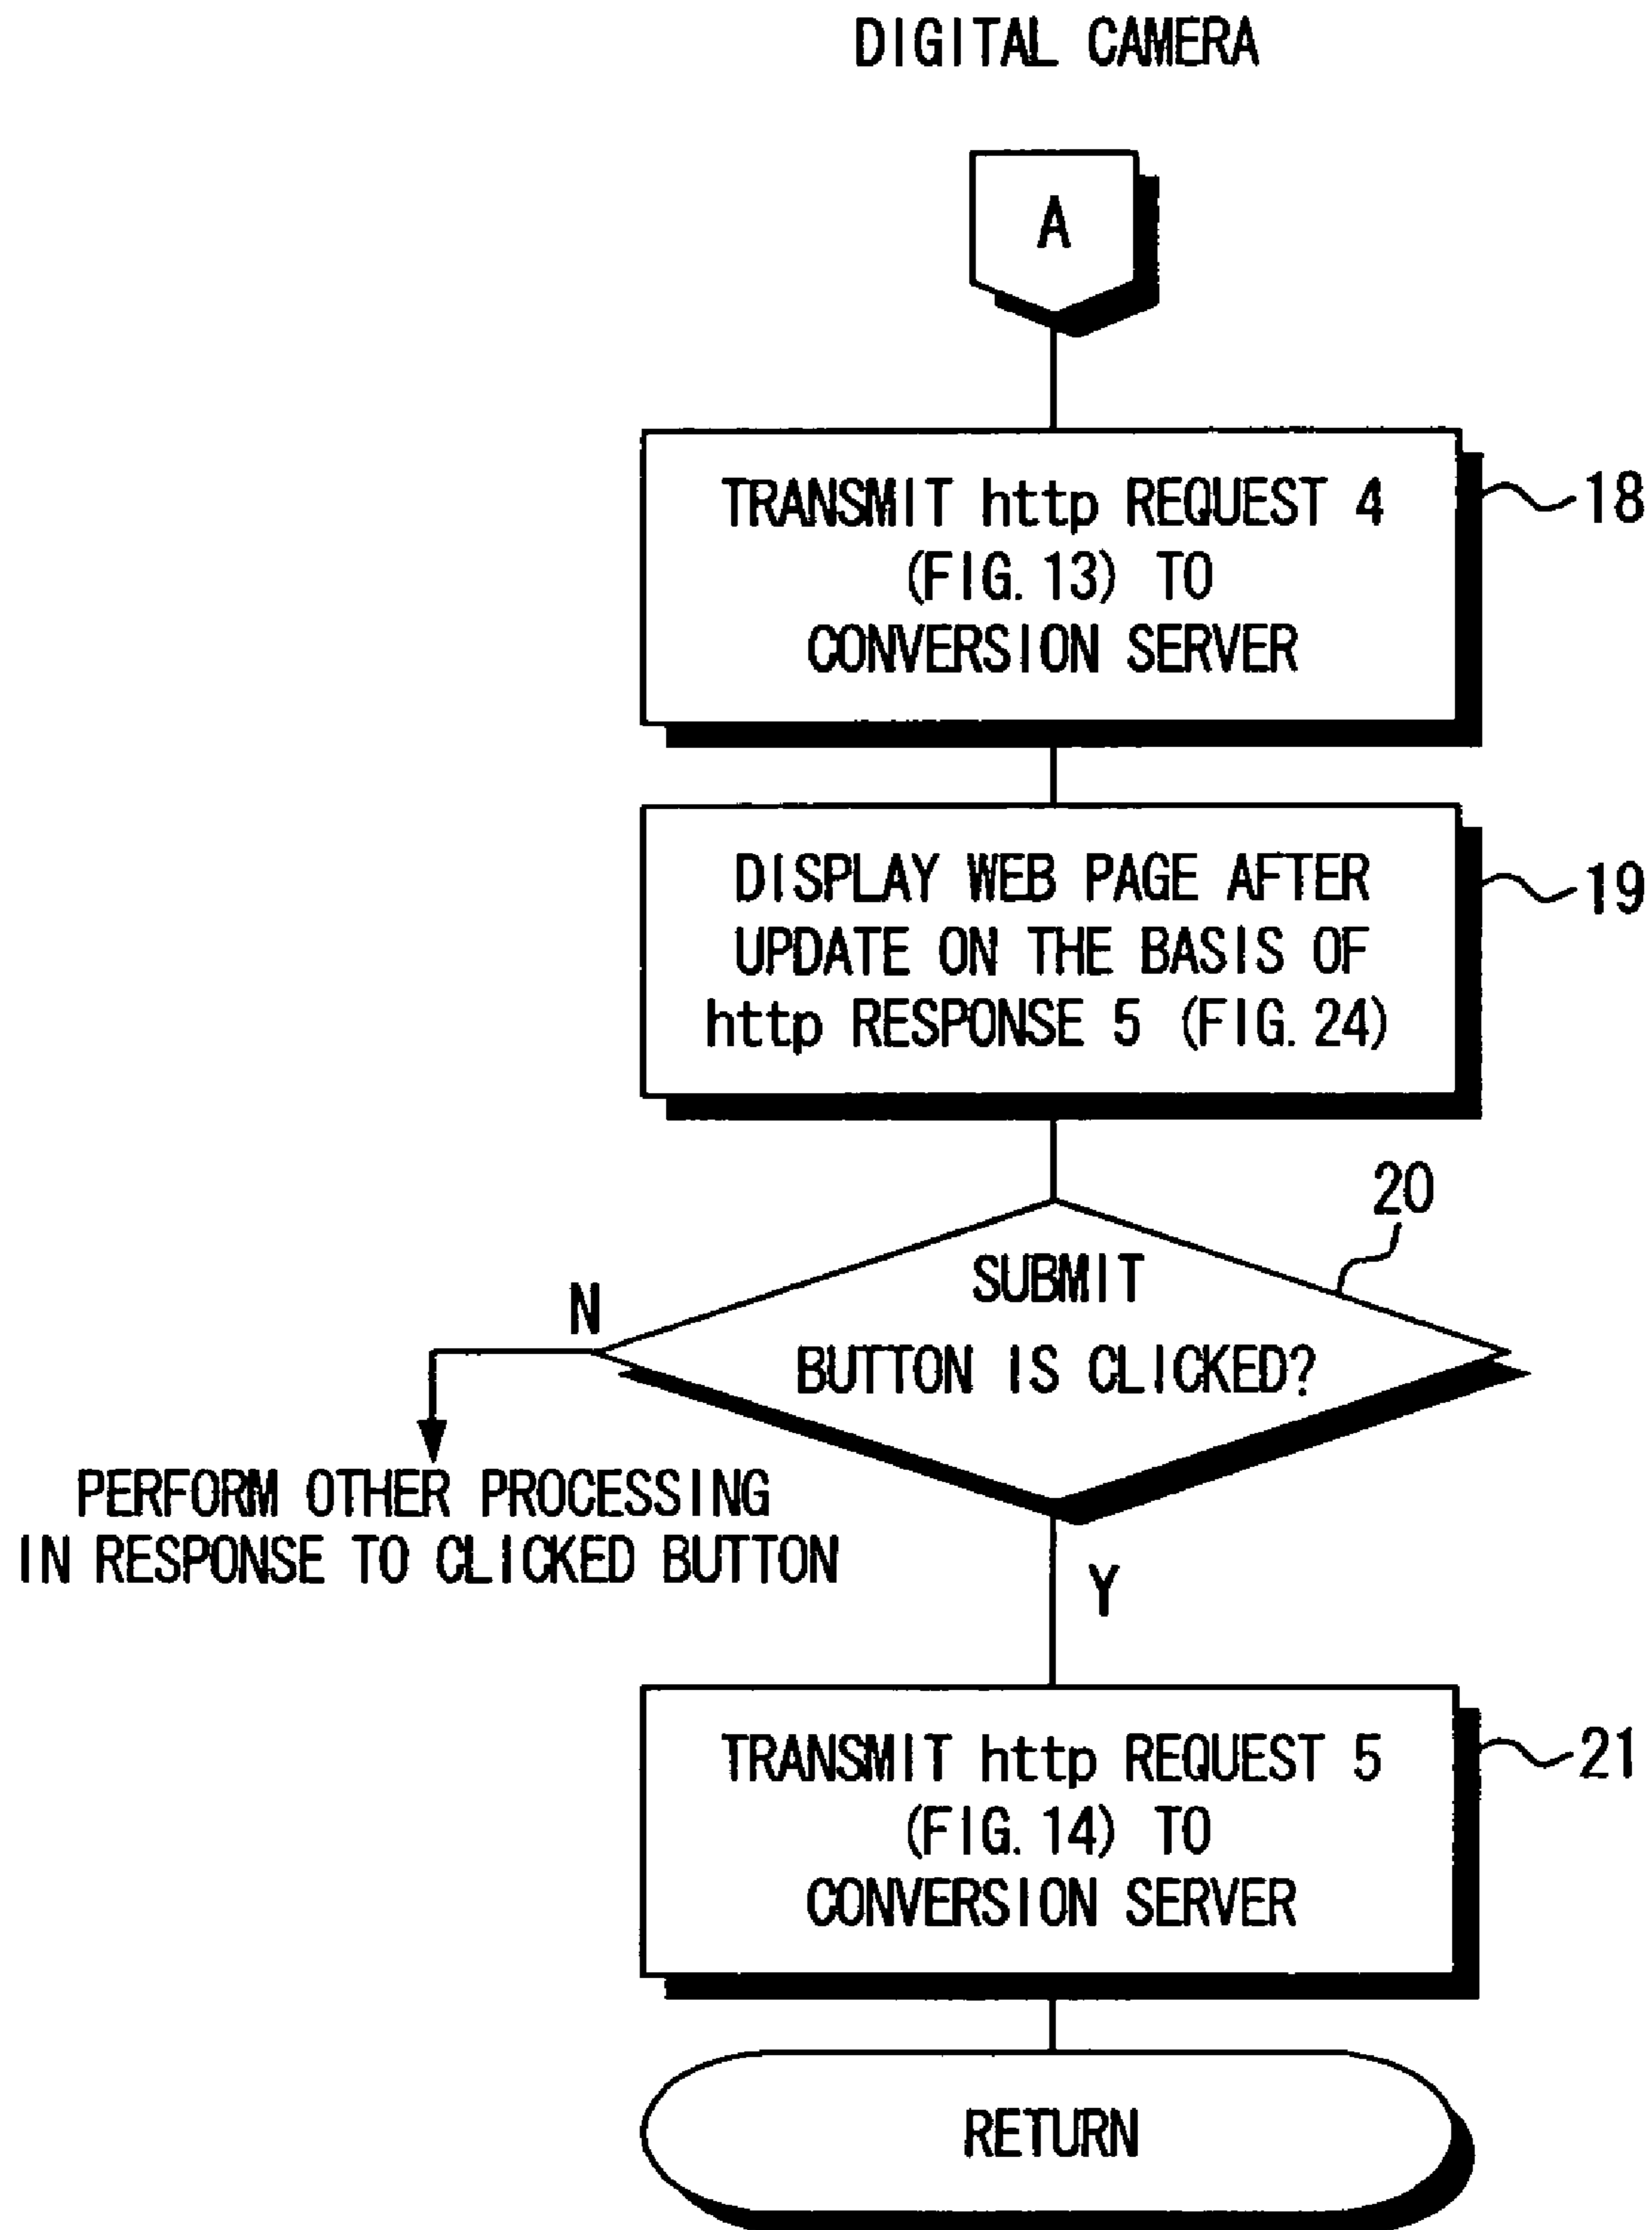 DIGITAL CAMERA
A
TRANSMIT http REQUEST 4
(FIG. 13) TO
CONVERSION SERVER
18
DISPLAY WEB PAGE AFTER
UPDATE ON THE BASIS OF
http RESPONSE 5 (FIG. 24)
19
20
SUBMIT
BUTTON IS CLICKED?
N
PERFORM OTHER PROCESSING
IN RESPONSE TO CLICKED BUTTON
Y
TRANSMIT http REQUEST 5
(FIG. 14) TO
CONVERSION SERVER
21
RETURN